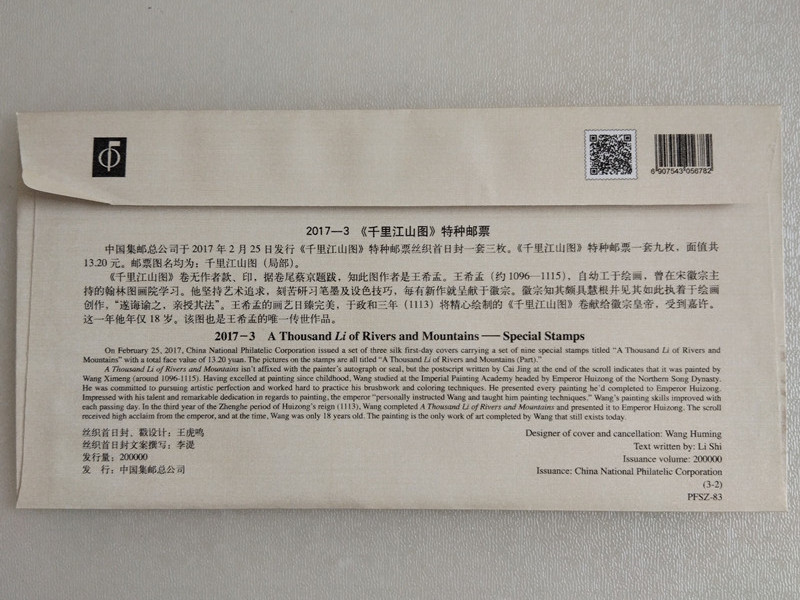 6 907543 056782
2017—3 《千里江山图》特种邮票
中国集邮总公司于 2017 年 2 月 25 日发行《千里江山图》特种邮票丝织首日封一套三枚。《千里江山图》特种邮票一套九枚，面值共
13.20 元。邮票图名均为：千里江山图（局部）。
《千里江山图》卷无作者款、印，据卷尾蔡京题跋，知此图作者是王希孟。王希孟（约 1096—1115），自幼工于绘画，曾在宋徽宗主
持的翰林图画院学习。他坚持艺术追求，刻苦研习笔墨及设色技巧，每有新作就呈献于徽宗。徽宗知其颇具慧根并见其如此执着于绘画
创作。“遂诲谕之，亲授其法”。王希孟的画艺日臻完美，于政和三年（1113）将精心绘制的《千里江山图》卷献给徽宗皇帝，受到嘉许。
这一年他年仅 18 岁。该图也是王希孟的唯一传世作品。
2017－3 A Thousand Li of Rivers and Mountains — Special Stamps
On February 25, 2017, China National Philatelic Corporation issued a set of three silk first-day covers carrying a set of nine special stamps titled “A Thousand Li of Rivers and
Mountains” with a total face value of 13.20 yuan. The pictures on the stamps are all titled “A Thousand Li of Rivers and Mountains (Part).”
A Thousand Li of Rivers and Mountains isn't affixed with the painter's autograph or seal, but the postscript written by Cai Jing at the end of the scroll indicates that it was painted by
Wang Ximeng (around 1096-1115). Having excelled at painting since childhood, Wang studied at the Imperial Painting Academy headed by Emperor Huizong of the Northern Song Dynasty.
He was committed to pursuing artistic perfection and worked hard to practice his brushwork and coloring techniques. He presented every painting he'd completed to Emperor Huizong.
Impressed with his talent and remarkable dedication in regards to painting, the emperor “personally instructed Wang and taught him painting techniques.” Wang's painting skills improved with
each passing day. In the third year of the Zhenghe period of Huizong's reign (1113), Wang completed A Thousand Li of Rivers and Mountains and presented it to Emperor Huizong. The scroll
received high acclaim from the emperor, and at the time, Wang was only 18 years old. The painting is the only work of art completed by Wang that still exists today.
丝织首日封、戳设计：王虎鸣
丝织首日封文案撰写：李湜
发行量：200000
发　行：中国集邮总公司
Designer of cover and cancellation: Wang Huming
Text written by: Li Shi
Issuance volume: 200000
Issuance: China National Philatelic Corporation
(3-2)
PFSZ-83